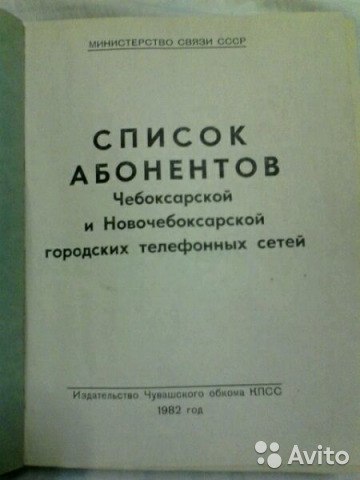 МИНИСТЕРСТВО СВЯЗИ СССР
СПИСОК
АБОНЕНТОВ
Чебоксарской
и Новочебоксарской
городских телефонных сетей
Издательство Чувашского обкома КПСС
1982 год
Avito